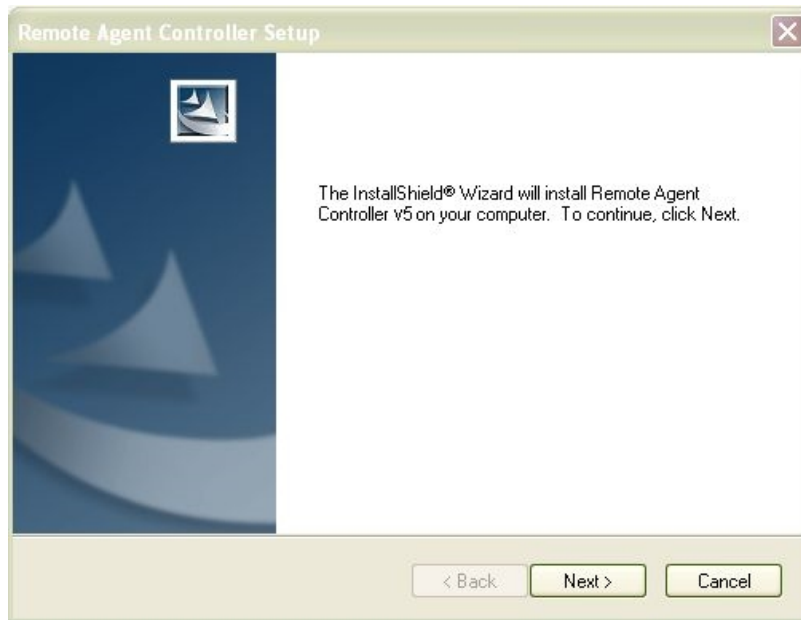 Remote Agent Controller Setup
The InstallShield® Wizard will install Remote Agent
Controller v5 on your computer. To continue, click Next.
< Back
Next >
Cancel